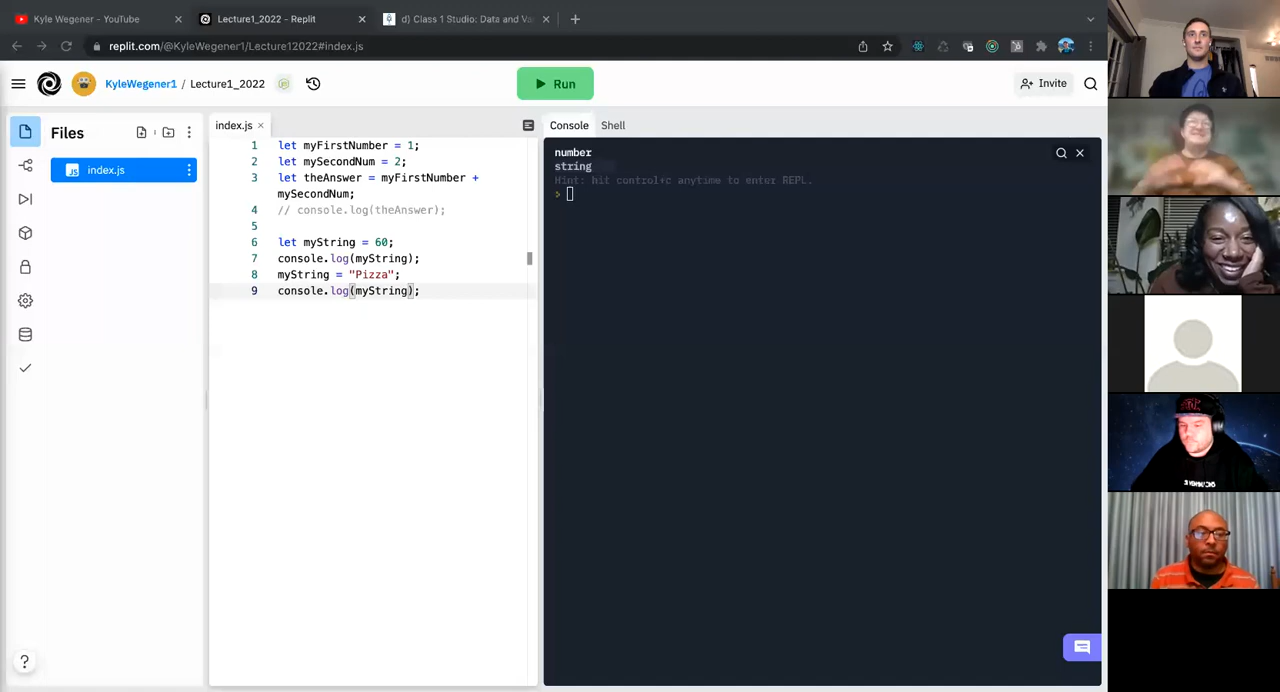 Kyle Wegener - YouTube
Lecture1_2022 - Replit
d) Class 1 Studio: Data and Va
replit.com/@KyleWegener1/Lecture12022#index.js
KyleWegener1 / Lecture1_2022
Run
Invite
Files
index.js
index.js
1 let myFirstNumber = 1;
2 let mySecondNum = 2;
3 let theAnswer = myFirstNumber +
mySecondNum;
4 // console.log(theAnswer);
5
6 let myString = 60;
7 console.log(myString);
8 myString = "Pizza";
9 console.log(myString);
Console
Shell
number
string
Hint: hit control+c anytime to enter REPL.
>
?